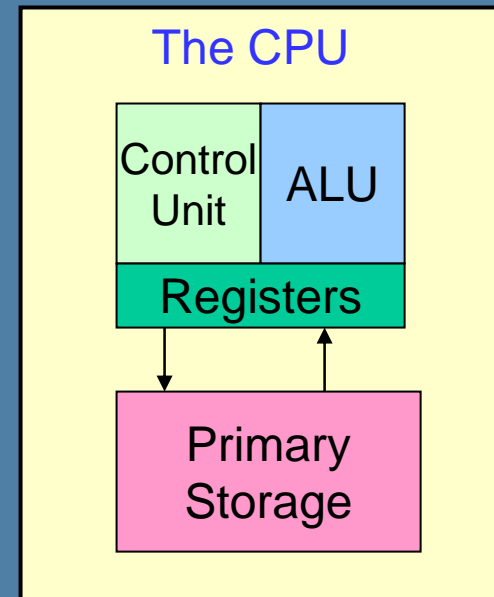 The CPU
Control
Unit
ALU
Registers
Primary
Storage